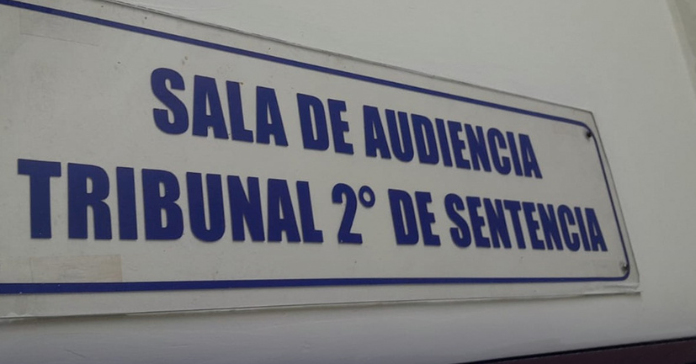 SALA DE AUDIENCIA
TRIBUNAL 2° DE SENTENCIA